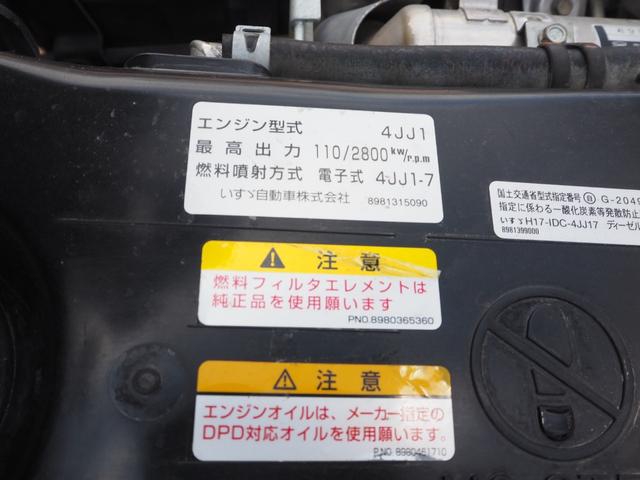 エンジン型式 4JJ1
最高出力 110/2800kw/r.p.m
燃料噴射方式 電子式 4JJ1-7
いすゞ自動車株式会社 8981315090
国土交通省型式指定番号 Ⓑ G-2049
指定に係わる一酸化炭素等発散防止
いすゞH17-IDC-4JJ17 ディーゼル
8981399000
注意
燃料フィルタエレメントは
純正品を使用願います
PNO.8980365360
注意
エンジンオイルは、メーカー指定の
DPD対応オイルを使用願います。
P.NO. 8980461710